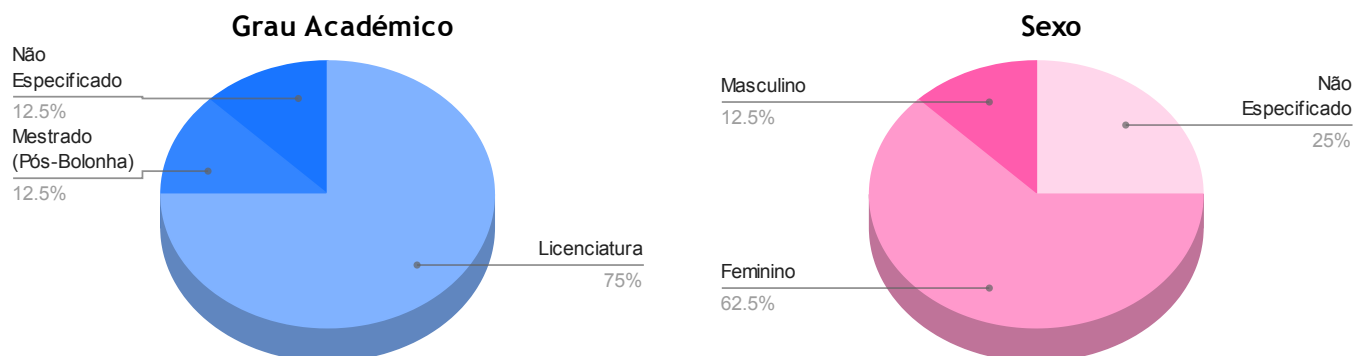 Grau Académico
Não
Especificado
12.5%
Mestrado
(Pós-Bolonha)
12.5%
Licenciatura
75%
Sexo
Masculino
12.5%
Não
Especificado
25%
Feminino
62.5%